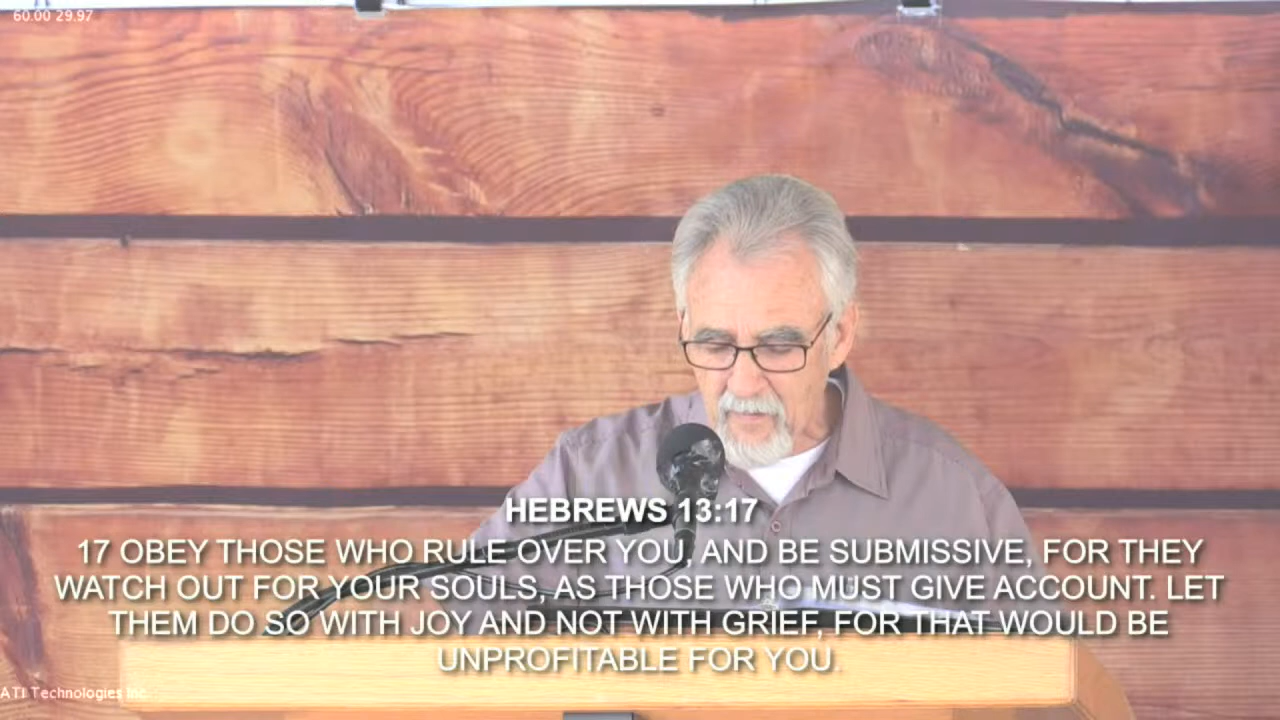 60.00 29.97
HEBREWS 13:17
17 OBEY THOSE WHO RULE OVER YOU, AND BE SUBMISSIVE, FOR THEY
WATCH OUT FOR YOUR SOULS, AS THOSE WHO MUST GIVE ACCOUNT. LET
THEM DO SO WITH JOY AND NOT WITH GRIEF, FOR THAT WOULD BE
UNPROFITABLE FOR YOU.
ATI Technologies Inc.